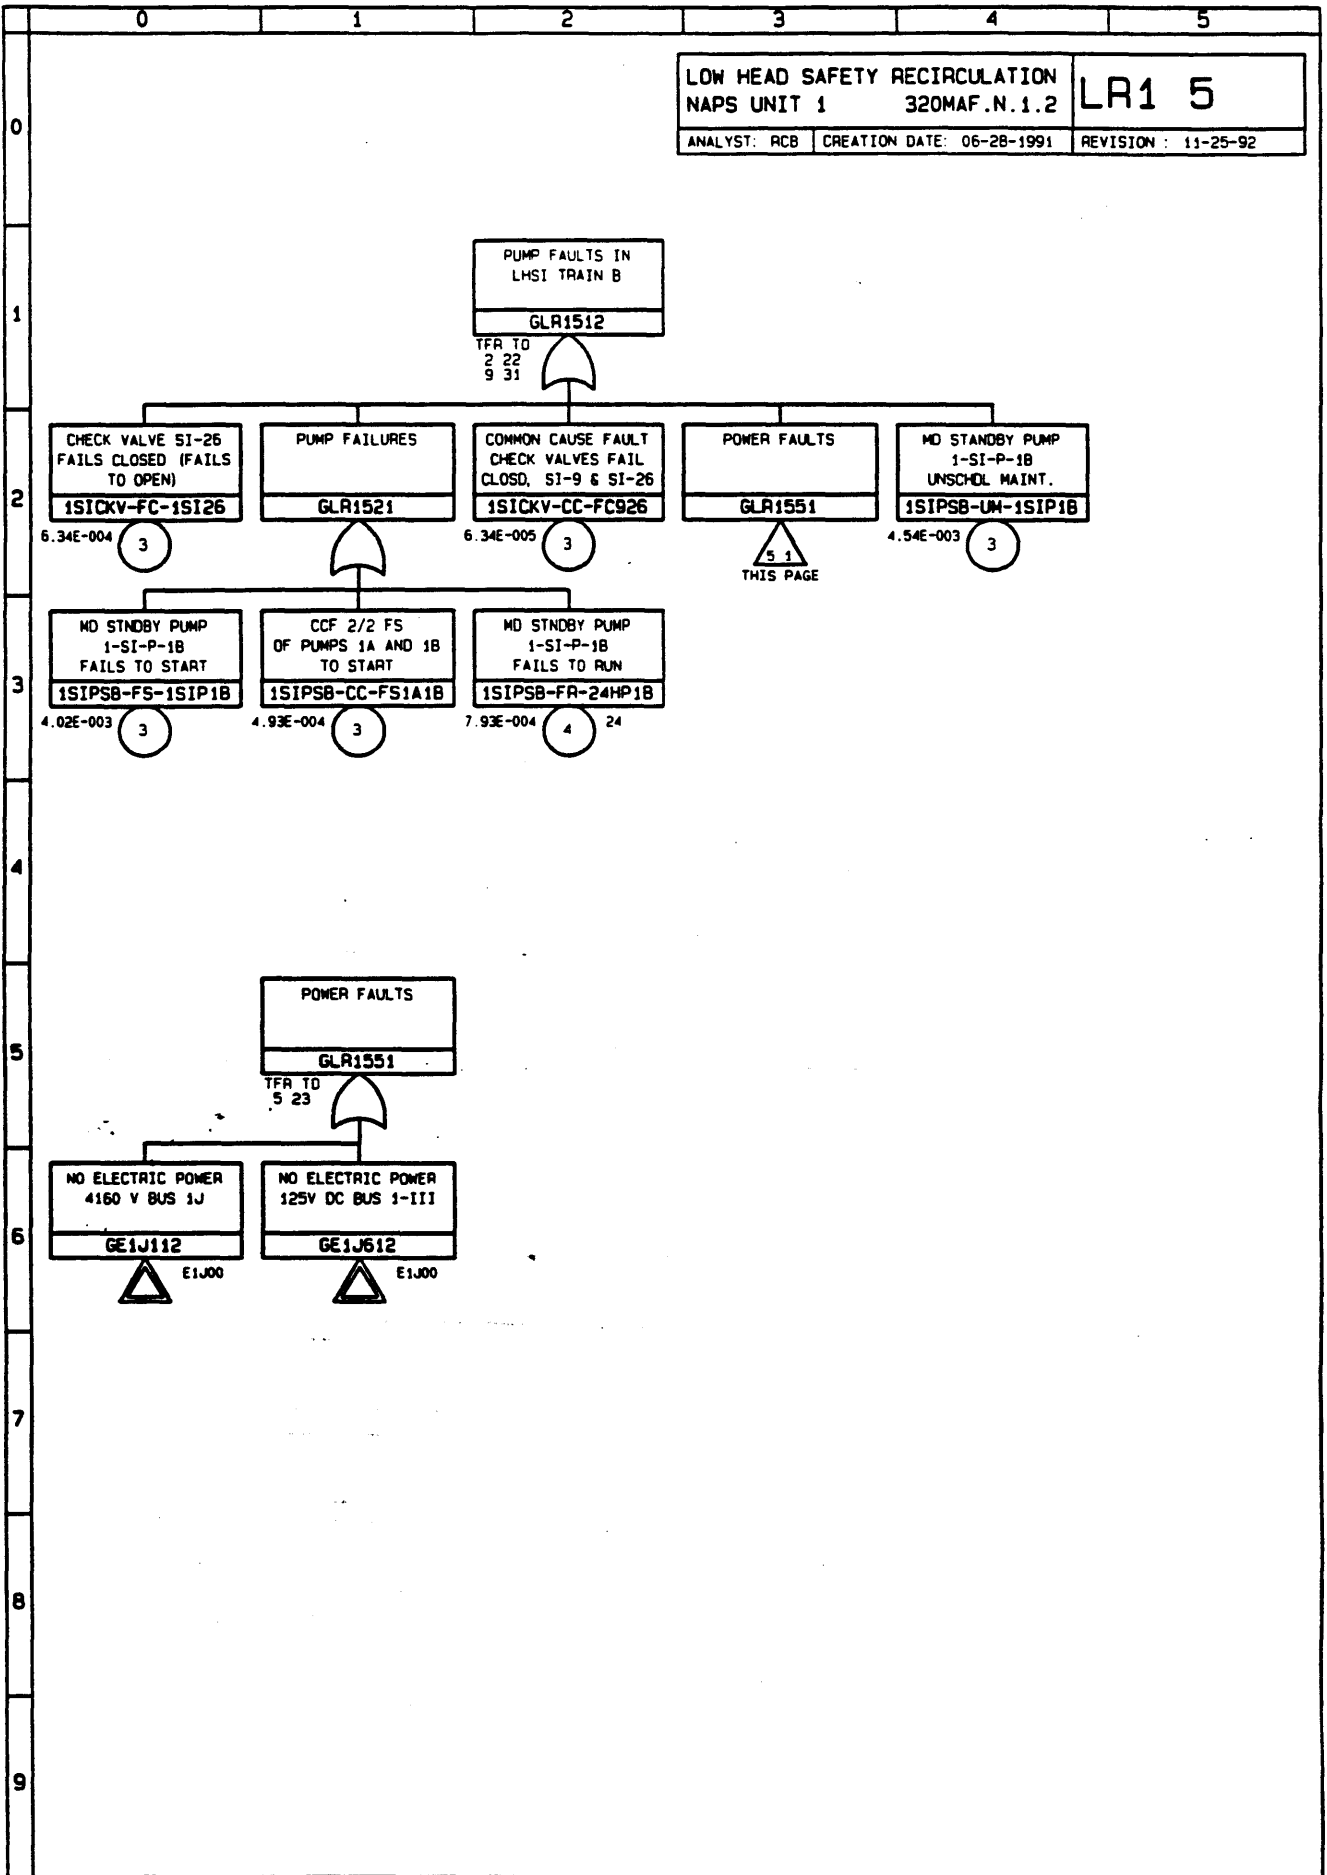 0 1 2 3 4 5
LOW HEAD SAFETY RECIRCULATION
NAPS UNIT 1 320MAF.N.1.2
LR1 5
ANALYST: RCB CREATION DATE: 06-28-1991 REVISION : 11-25-92
0
PUMP FAULTS IN
LHSI TRAIN B
GLR1512
TFR TO
2 22
9 31
1
CHECK VALVE SI-26
FAILS CLOSED (FAILS
TO OPEN)
1SICKV-FC-1SI26
6.34E-004
3
PUMP FAILURES
GLR1521
COMMON CAUSE FAULT
CHECK VALVES FAIL
CLOSD, SI-9 & SI-26
1SICKV-CC-FC926
6.34E-005
3
POWER FAULTS
GLR1551
5 1
THIS PAGE
MD STANDBY PUMP
1-SI-P-1B
UNSCHDL MAINT.
1SIPSB-UM-1SIP1B
4.54E-003
3
2
MD STNDBY PUMP
1-SI-P-1B
FAILS TO START
1SIPSB-FS-1SIP1B
4.02E-003
3
CCF 2/2 FS
OF PUMPS 1A AND 1B
TO START
1SIPSB-CC-FS1A1B
4.93E-004
3
MD STNDBY PUMP
1-SI-P-1B
FAILS TO RUN
1SIPSB-FR-24HP1B
7.93E-004
4
24
3
4
POWER FAULTS
GLR1551
TFR TO
5 23
5
NO ELECTRIC POWER
4160 V BUS 1J
GE1J112
E1J00
NO ELECTRIC POWER
125V DC BUS 1-III
GE1J612
E1J00
6
7
8
9